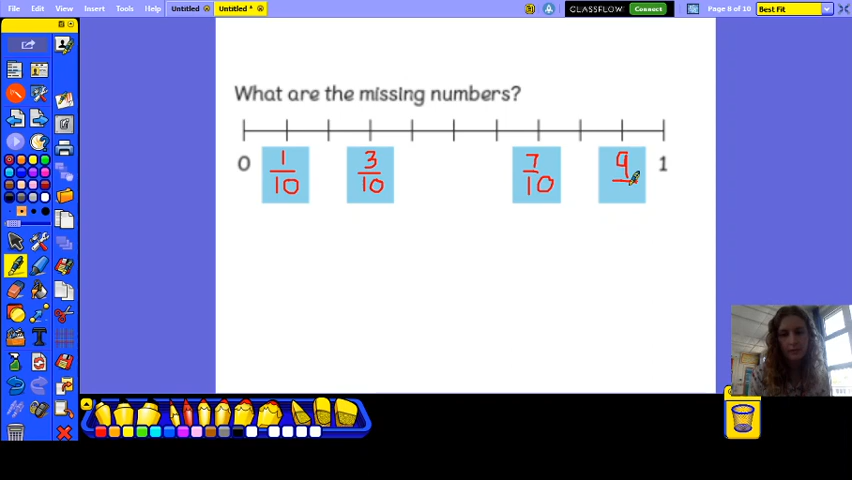 File Edit View Insert Tools Help Untitled Untitled * CLASSFLOW Connect Page 8 of 10 Best Fit
What are the missing numbers?
0 1/10 3/10 7/10 9 1